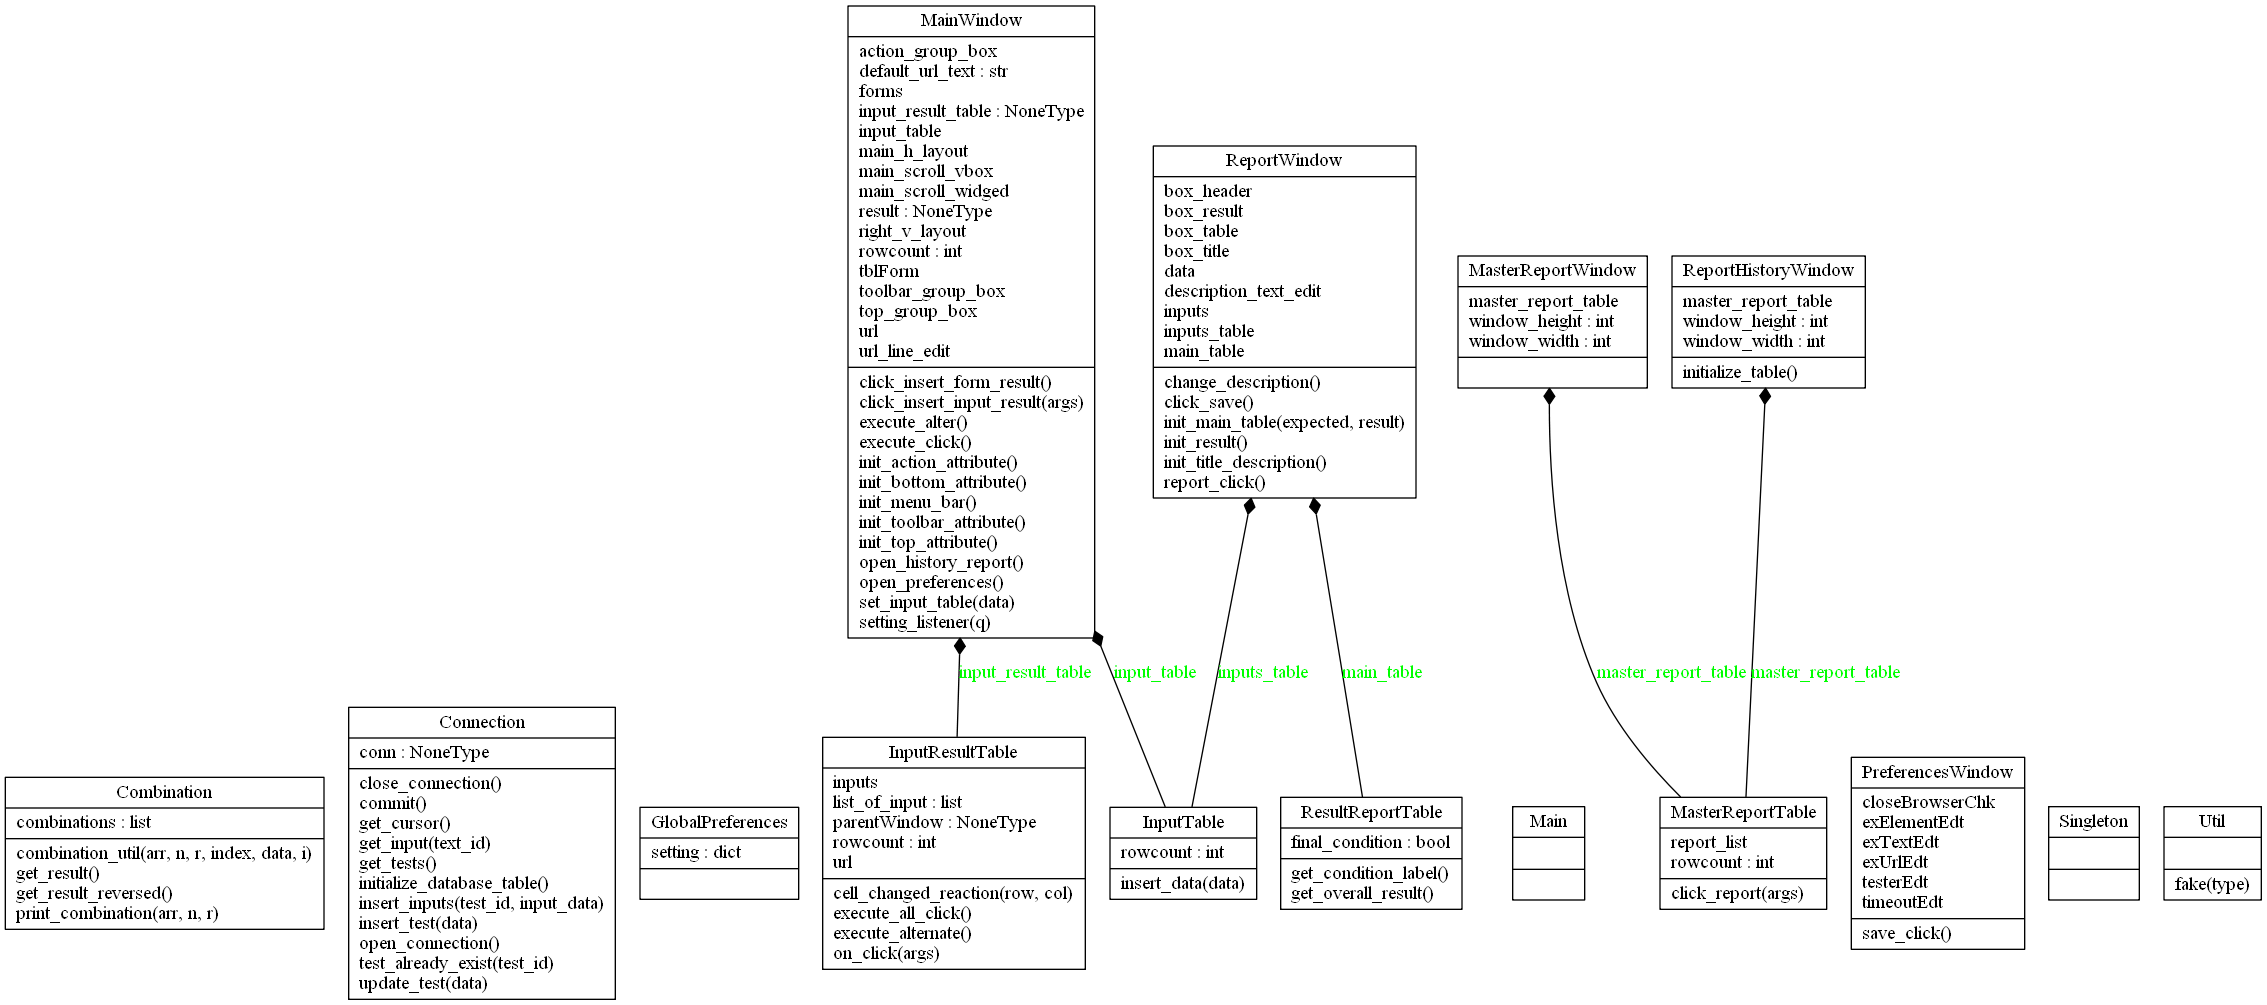 MainWindow
action_group_box
default_url_text : str
forms
input_result_table : NoneType
input_table
main_h_layout
main_scroll_vbox
main_scroll_widged
result : NoneType
right_v_layout
rowcount : int
tblForm
toolbar_group_box
top_group_box
url
url_line_edit
click_insert_form_result()
click_insert_input_result(args)
execute_alter()
execute_click()
init_action_attribute()
init_bottom_attribute()
init_menu_bar()
init_toolbar_attribute()
init_top_attribute()
open_history_report()
open_preferences()
set_input_table(data)
setting_listener(q)
ReportWindow
box_header
box_result
box_table
box_title
data
description_text_edit
inputs
inputs_table
main_table
change_description()
click_save()
init_main_table(expected, result)
init_result()
init_title_description()
report_click()
MasterReportWindow
master_report_table
window_height : int
window_width : int
ReportHistoryWindow
master_report_table
window_height : int
window_width : int
initialize_table()
input_result_table
input_table
inputs_table
main_table
master_report_table
master_report_table
Combination
combinations : list
combination_util(arr, n, r, index, data, i)
get_result()
get_result_reversed()
print_combination(arr, n, r)
Connection
conn : NoneType
close_connection()
commit()
get_cursor()
get_input(text_id)
get_tests()
initialize_database_table()
insert_inputs(test_id, input_data)
insert_test(data)
open_connection()
test_already_exist(test_id)
update_test(data)
GlobalPreferences
setting : dict
InputResultTable
inputs
list_of_input : list
parentWindow : NoneType
rowcount : int
url
cell_changed_reaction(row, col)
execute_all_click()
execute_alternate()
on_click(args)
InputTable
rowcount : int
insert_data(data)
ResultReportTable
final_condition : bool
get_condition_label()
get_overall_result()
Main
MasterReportTable
report_list
rowcount : int
click_report(args)
PreferencesWindow
closeBrowserChk
exElementEdt
exTextEdt
exUrlEdt
testerEdt
timeoutEdt
save_click()
Singleton
Util
fake(type)